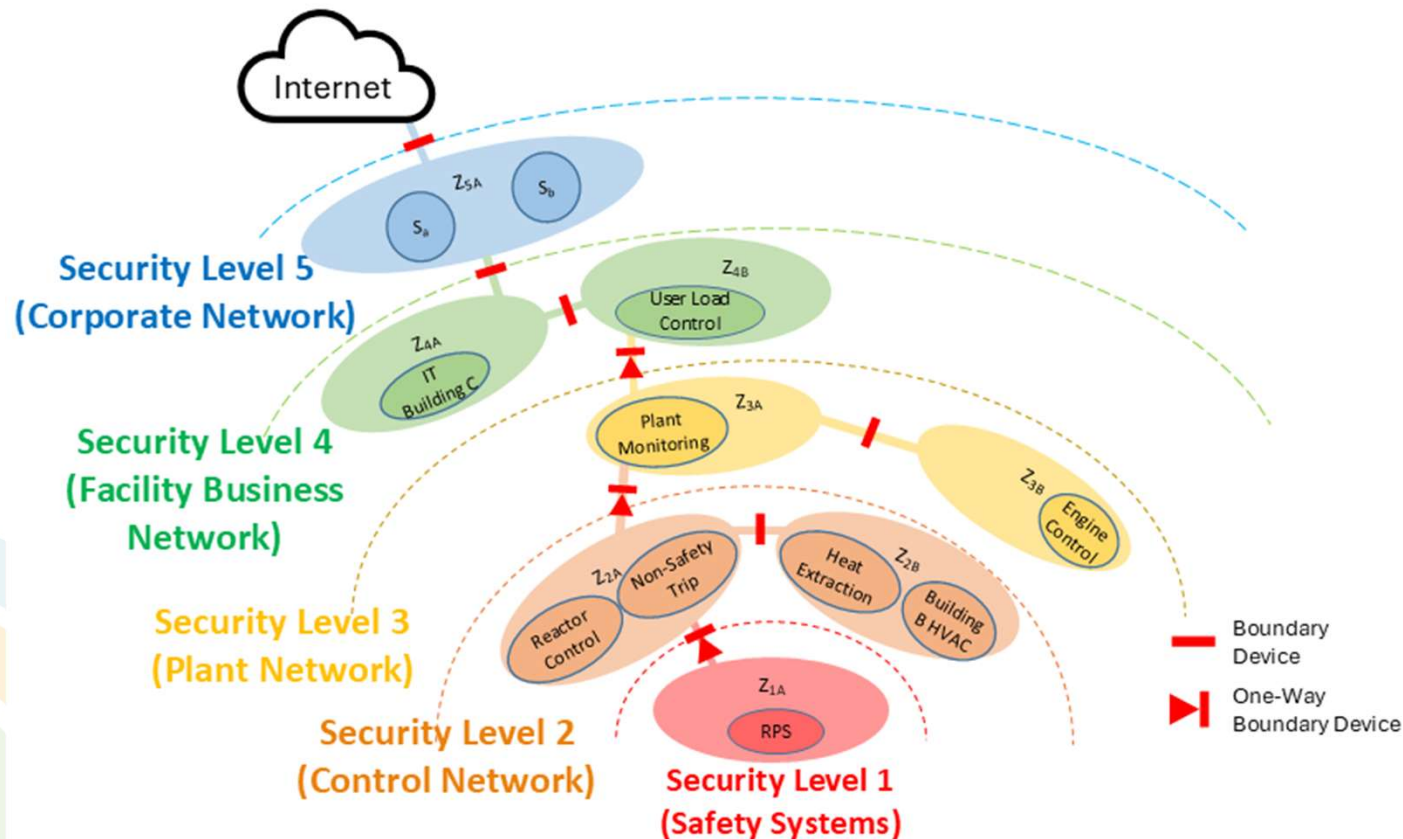 Internet
Z5A
Sb
Sa
Security Level 5
(Corporate Network)
Z4B
User Load
Control
Z4A
IT
Building C
Security Level 4
(Facility Business
Network)
Z3A
Plant
Monitoring
Z3B
Engine
Control
Security Level 3
(Plant Network)
Z2A
Non-Safety
Trip
Reactor
Control
Z2B
Heat
Extraction
Building
B HVAC
Security Level 2
(Control Network)
Z1A
RPS
Security Level 1
(Safety Systems)
Boundary
Device
One-Way
Boundary Device